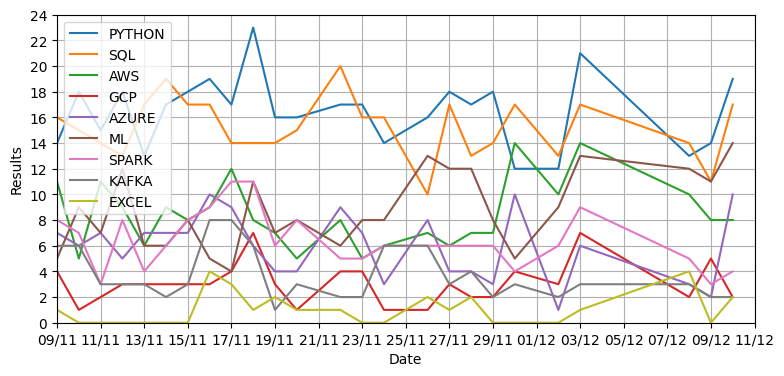 24
22
20
18
16
14
12
10
8
6
4
2
0
Results
PYTHON
SQL
AWS
GCP
AZURE
ML
SPARK
KAFKA
EXCEL
09/11 11/11 13/11 15/11 17/11 19/11 21/11 23/11 25/11 27/11 29/11 01/12 03/12 05/12 07/12 09/12 11/12
Date